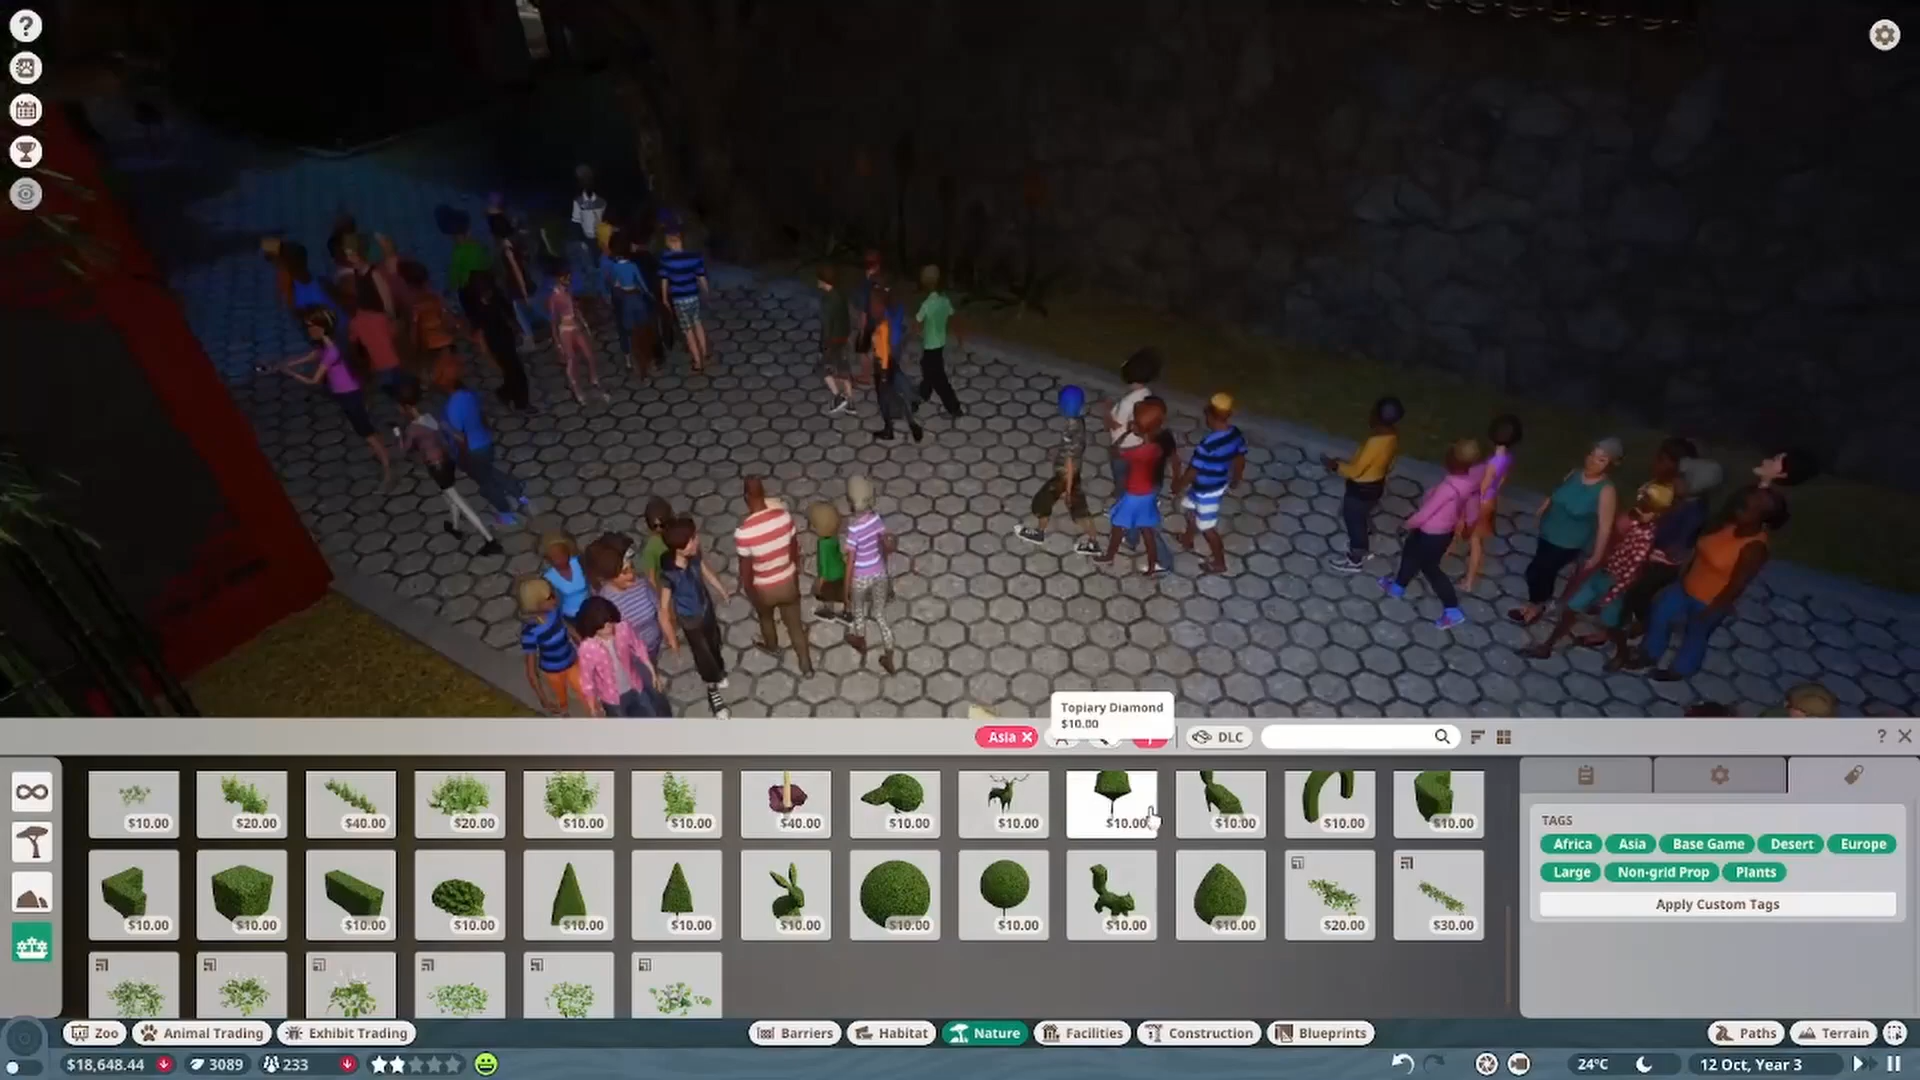 ?
Topiary Diamond
$10.00
Asia ×
DLC
? ×
$10.00 $20.00 $40.00 $20.00 $10.00 $10.00 $40.00 $10.00 $10.00 $10.00 $10.00 $10.00 $10.00
$10.00 $10.00 $10.00 $10.00 $10.00 $10.00 $10.00 $10.00 $10.00 $10.00 $10.00 $20.00 $30.00
TAGS
Africa Asia Base Game Desert Europe
Large Non-grid Prop Plants
Apply Custom Tags
Zoo Animal Trading Exhibit Trading Barriers Habitat Nature Facilities Construction Blueprints Paths Terrain
$18,648.44 3089 233 24°C 12 Oct, Year 3